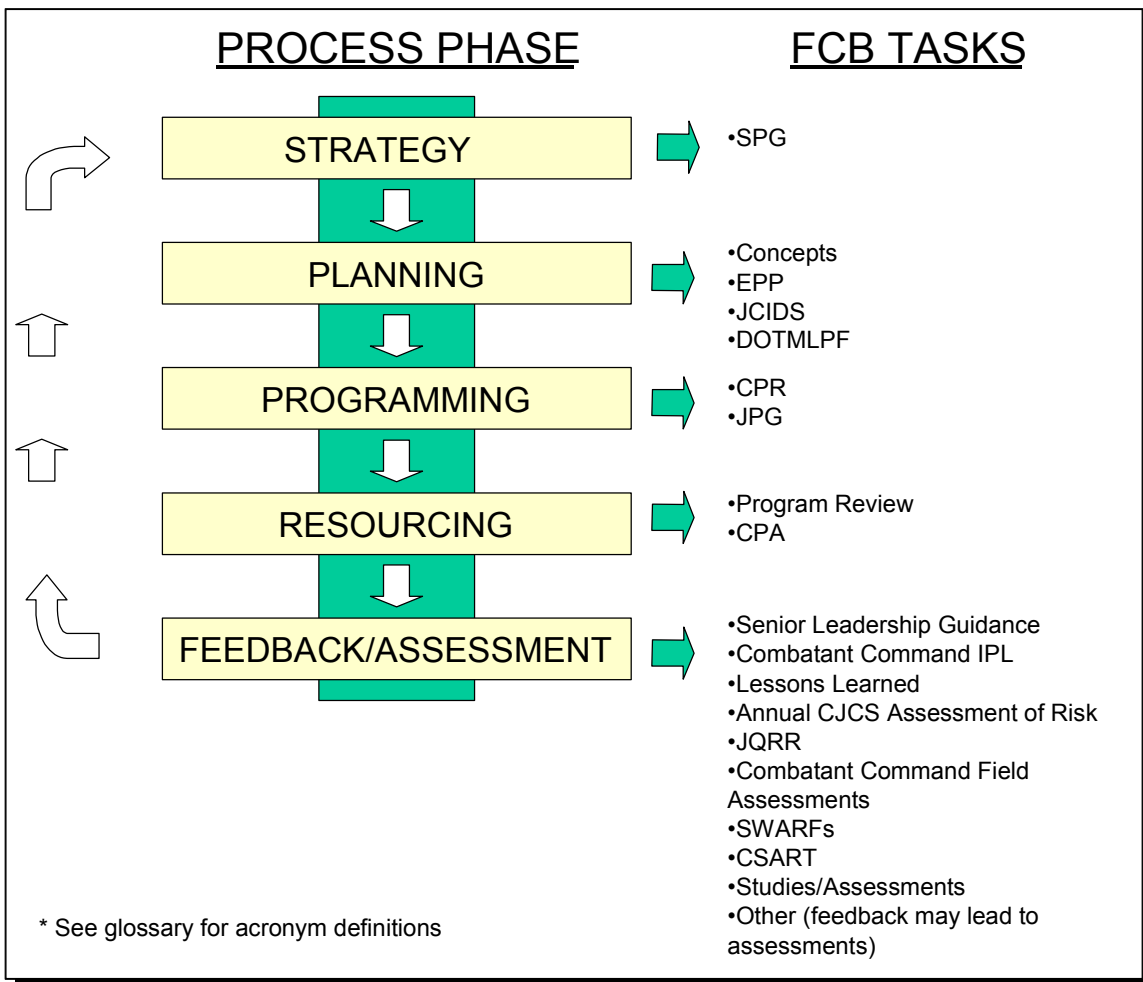 PROCESS PHASE
FCB TASKS
STRATEGY
•SPG
PLANNING
•Concepts
•EPP
•JCIDS
•DOTMLPF
PROGRAMMING
•CPR
•JPG
RESOURCING
•Program Review
•CPA
FEEDBACK/ASSESSMENT
•Senior Leadership Guidance
•Combatant Command IPL
•Lessons Learned
•Annual CJCS Assessment of Risk
•JQRR
•Combatant Command Field
Assessments
•SWARFs
•CSART
•Studies/Assessments
•Other (feedback may lead to
assessments)
* See glossary for acronym definitions